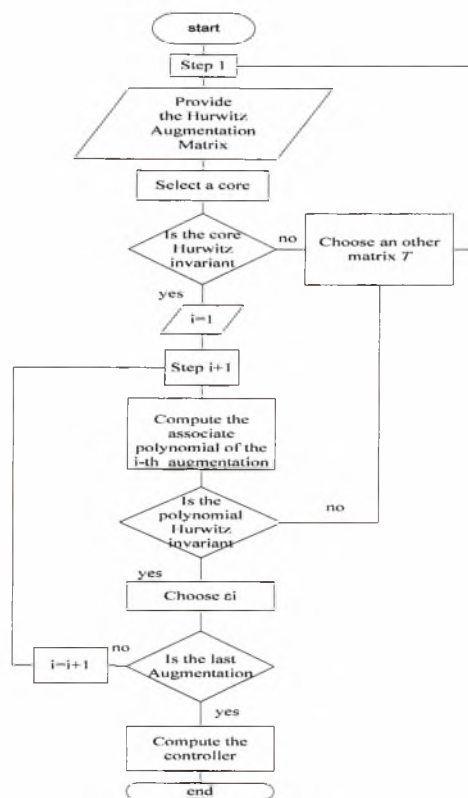 start
Step 1
Provide
the Hurwitz
Augmentation
Matrix
Select a core
Is the core
Hurwitz
invariant
no
Choose an other
matrix T
yes
i=1
Step i+1
Compute the
associate
polynomial of the
i-th augmentation
Is the
polynomial
Hurwitz
invariant
no
yes
Choose εi
Is the last
Augmentation
no
i=i+1
yes
Compute the
controller
end